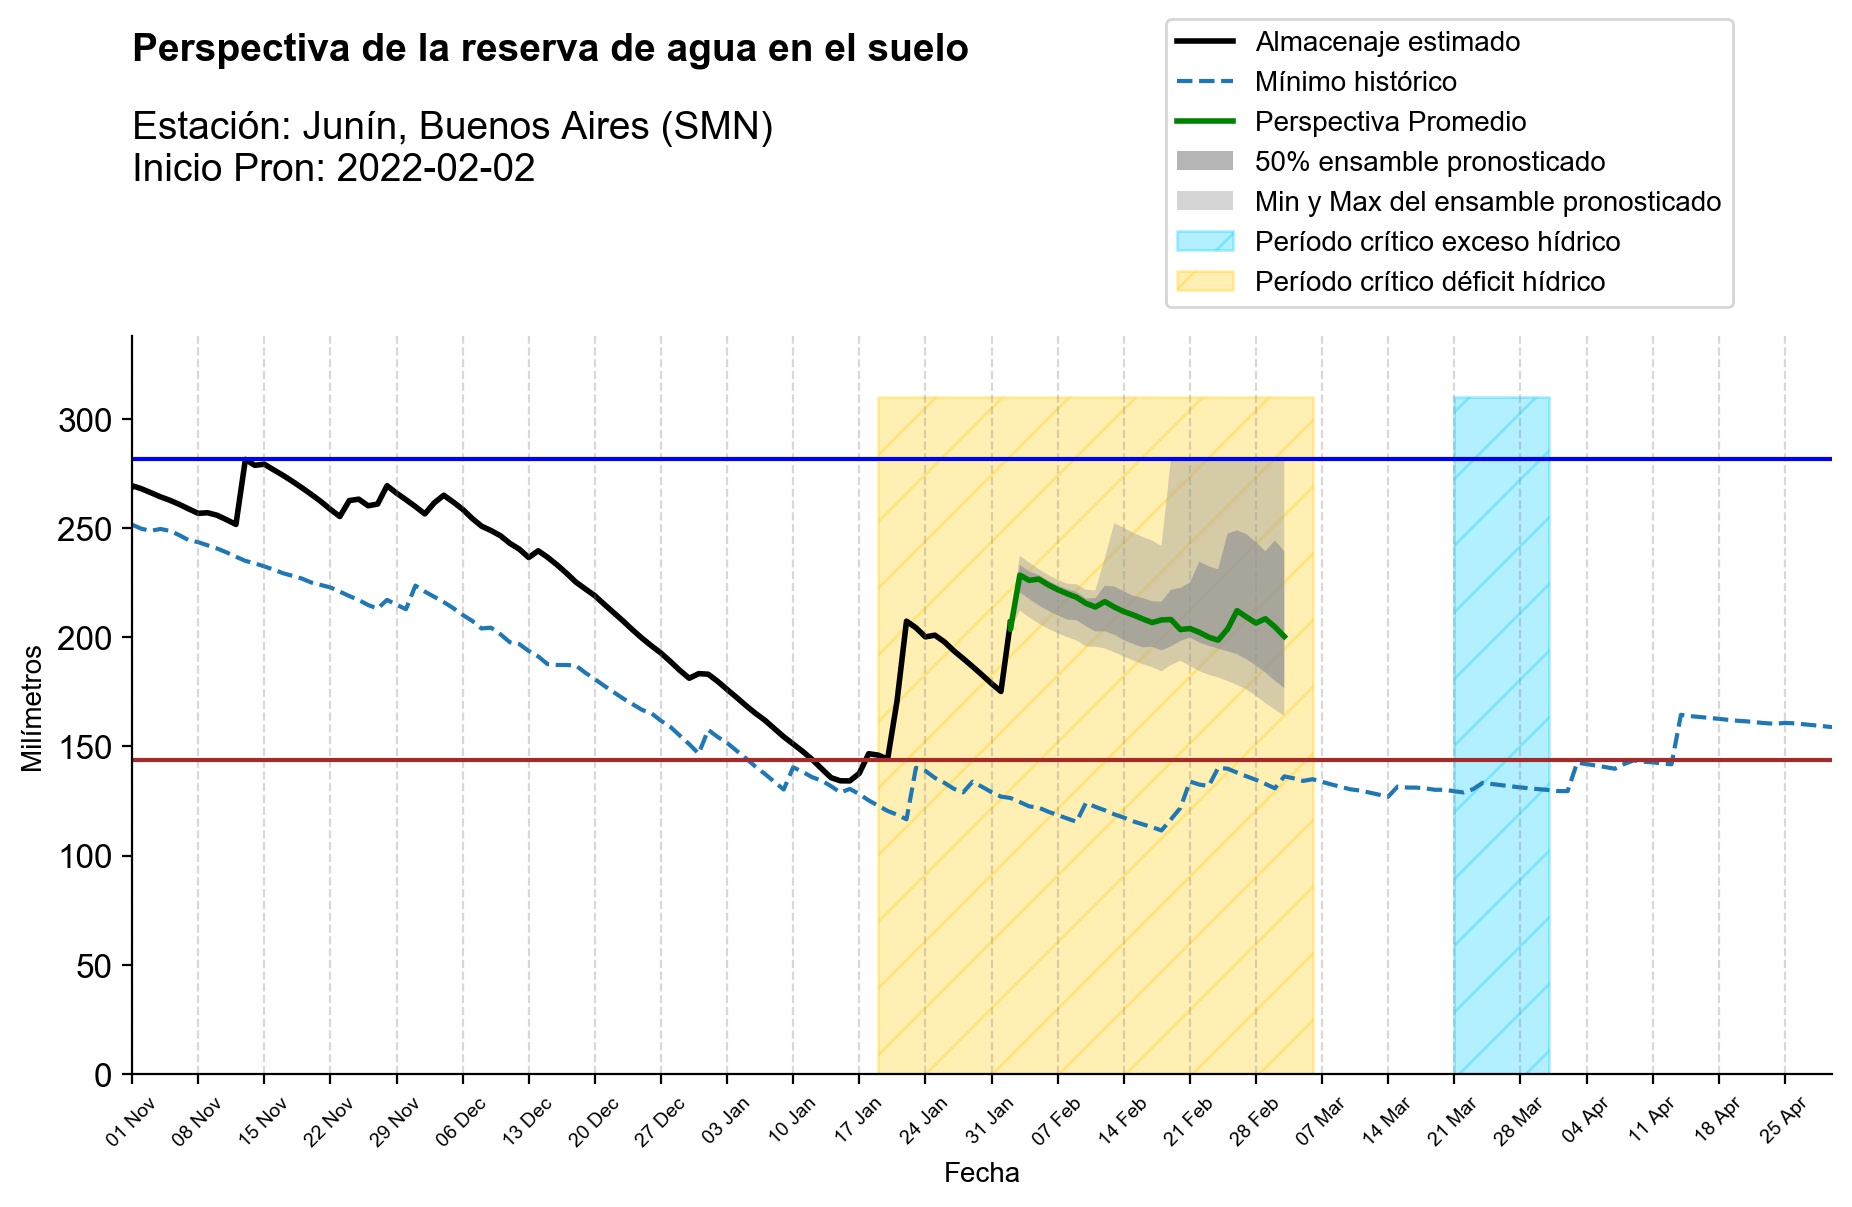 Perspectiva de la reserva de agua en el suelo
Estación: Junín, Buenos Aires (SMN)
Inicio Pron: 2022-02-02
Almacenaje estimado
Mínimo histórico
Perspectiva Promedio
50% ensamble pronosticado
Min y Max del ensamble pronosticado
Período crítico exceso hídrico
Período crítico déficit hídrico
300
250
200
150
100
50
0
Milímetros
01 Nov
08 Nov
15 Nov
22 Nov
29 Nov
06 Dec
13 Dec
20 Dec
27 Dec
03 Jan
10 Jan
17 Jan
24 Jan
31 Jan
07 Feb
14 Feb
21 Feb
28 Feb
07 Mar
14 Mar
21 Mar
28 Mar
04 Apr
11 Apr
18 Apr
25 Apr
Fecha